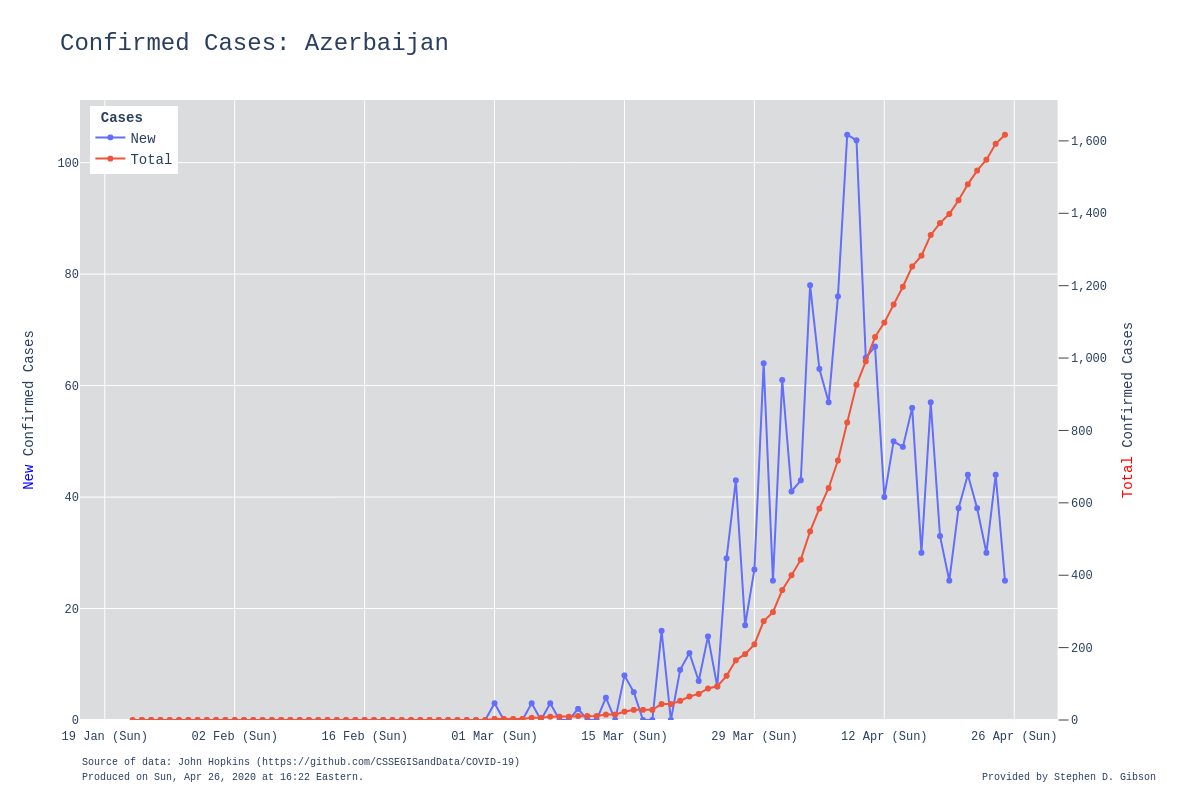 Confirmed Cases: Azerbaijan
Cases
New
Total
100
80
60
40
20
0
1,600
1,400
1,200
1,000
800
600
400
200
0
New Confirmed Cases
Total Confirmed Cases
19 Jan (Sun) 02 Feb (Sun) 16 Feb (Sun) 01 Mar (Sun) 15 Mar (Sun) 29 Mar (Sun) 12 Apr (Sun) 26 Apr (Sun)
Source of data: John Hopkins (https://github.com/CSSEGISandData/COVID-19)
Produced on Sun, Apr 26, 2020 at 16:22 Eastern.
Provided by Stephen D. Gibson